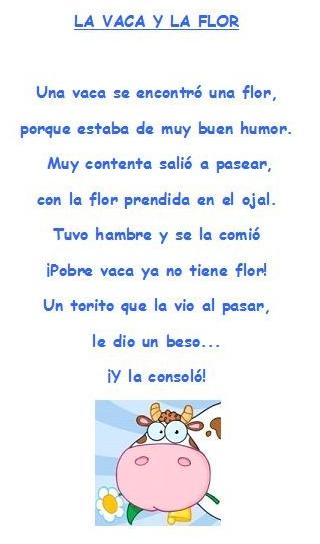 LA VACA Y LA FLOR
Una vaca se encontró una flor,
porque estaba de muy buen humor.
Muy contenta salió a pasear,
con la flor prendida en el ojal.
Tuvo hambre y se la comió
¡Pobre vaca ya no tiene flor!
Un torito que la vio al pasar,
le dio un beso...
¡Y la consoló!